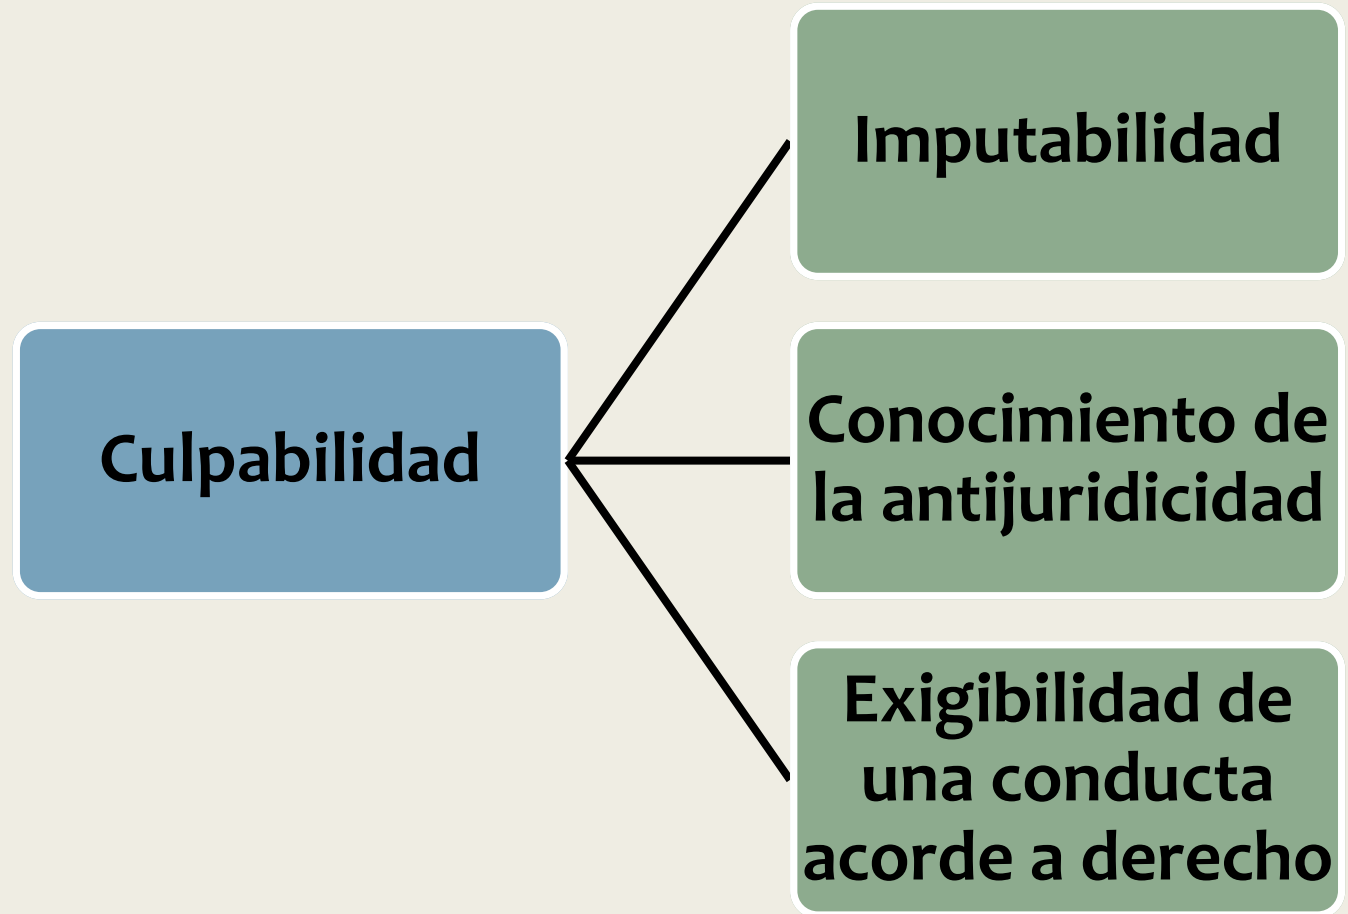 Culpabilidad
Imputabilidad
Conocimiento de
la antijuridicidad
Exigibilidad de
una conducta
acorde a derecho